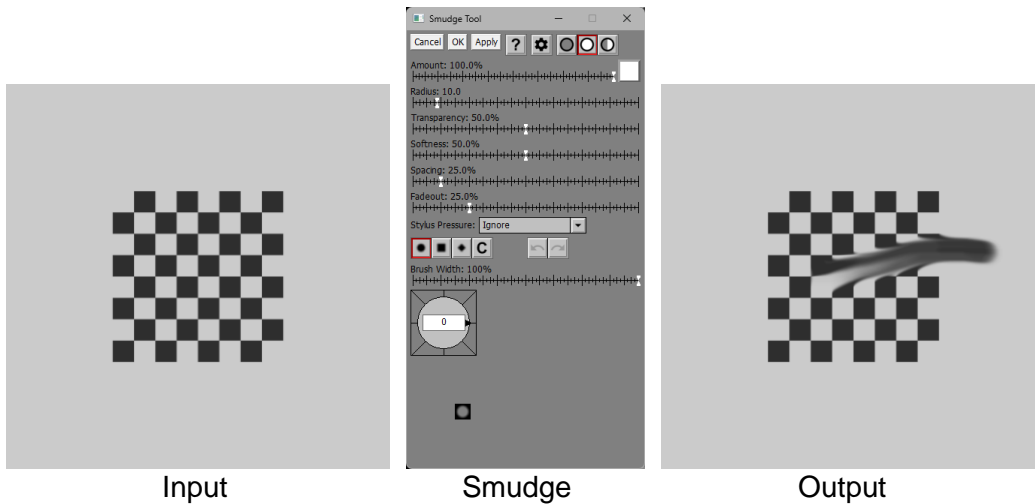 Smudge Tool
Cancel OK Apply ?
Amount: 100.0%
Radius: 10.0
Transparency: 50.0%
Softness: 50.0%
Spacing: 25.0%
Fadeout: 25.0%
Stylus Pressure: Ignore
C
Brush Width: 100%
0
Input Smudge Output